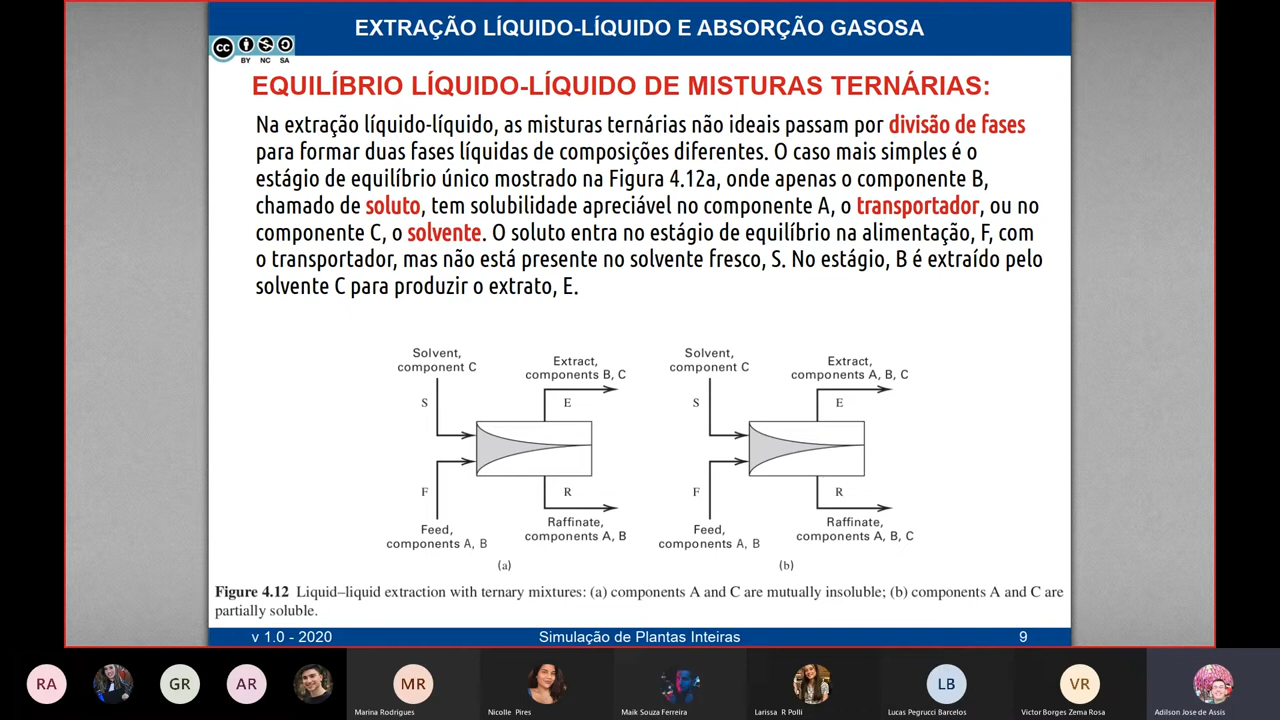 EXTRAÇÃO LÍQUIDO-LÍQUIDO E ABSORÇÃO GASOSA
cc
BY NC SA
EQUILÍBRIO LÍQUIDO-LÍQUIDO DE MISTURAS TERNÁRIAS:
Na extração líquido-líquido, as misturas ternárias não ideais passam por divisão de fases
para formar duas fases líquidas de composições diferentes. O caso mais simples é o
estágio de equilíbrio único mostrado na Figura 4.12a, onde apenas o componente B,
chamado de soluto, tem solubilidade apreciável no componente A, o transportador, ou no
componente C, o solvente. O soluto entra no estágio de equilíbrio na alimentação, F, com
o transportador, mas não está presente no solvente fresco, S. No estágio, B é extraído pelo
solvente C para produzir o extrato, E.
Solvent,
component C
Extract,
components B, C
S
E
F
R
Feed,
components A, B
Raffinate,
components A, B
(a)
Solvent,
component C
Extract,
components A, B, C
S
E
F
R
Feed,
components A, B
Raffinate,
components A, B, C
(b)
Figure 4.12 Liquid–liquid extraction with ternary mixtures: (a) components A and C are mutually insoluble; (b) components A and C are
partially soluble.
v 1.0 - 2020 Simulação de Plantas Inteiras 9
RA GR AR MR LB VR
Marina Rodrigues Nicolle Pires Maik Souza Ferreira Larissa R Polli Lucas Pegrucci Barcelos Victor Borges Zema Rosa Adilson Jose de Assis